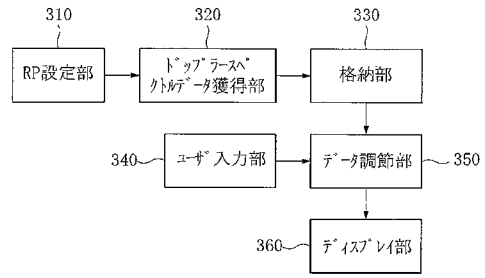 310
320
330
RP設定部
ドップラースペ
クトルデータ獲得部
格納部
340
ユーザ入力部
データ調節部
350
360
ディスプレイ部